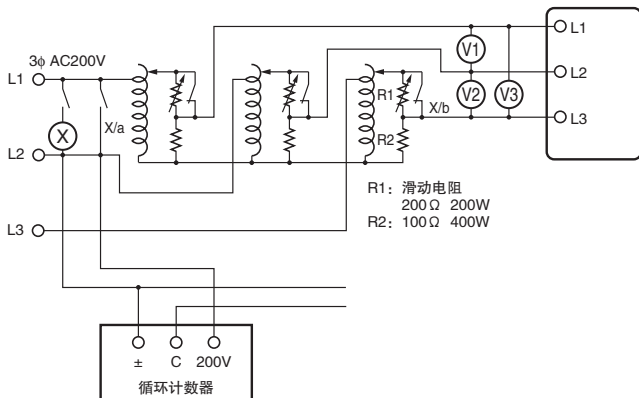 3φ AC200V
L1
L2
L3
X
X/a
R1
R2
X/b
V1
V2
V3
L1
L2
L3
R1: 滑动电阻
200Ω 200W
R2: 100Ω 400W
± C 200V
循环计数器